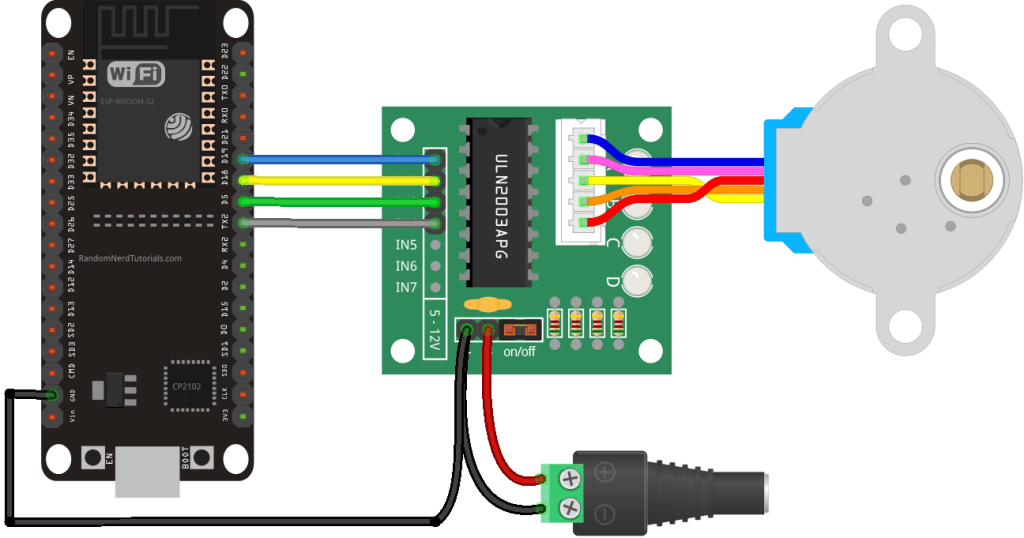 EN
VP
VN
D34
D35
D32
D33
D25
D26
D27
D14
D12
D13
SD2
SD3
CMD
GND
Vin
WiFi
ESP-WROOM-32
RandomNerdTutorials.com
CP2102
EN
BOOT
D23
D22
TX0
RX0
D21
D19
D18
D5
TX2
RX2
D4
D2
D15
D0
SD1
SD0
CLK
3V3
IN5
IN6
IN7
5 - 12V
ULN2003APG
B
C
D
- +
on/off
+
−